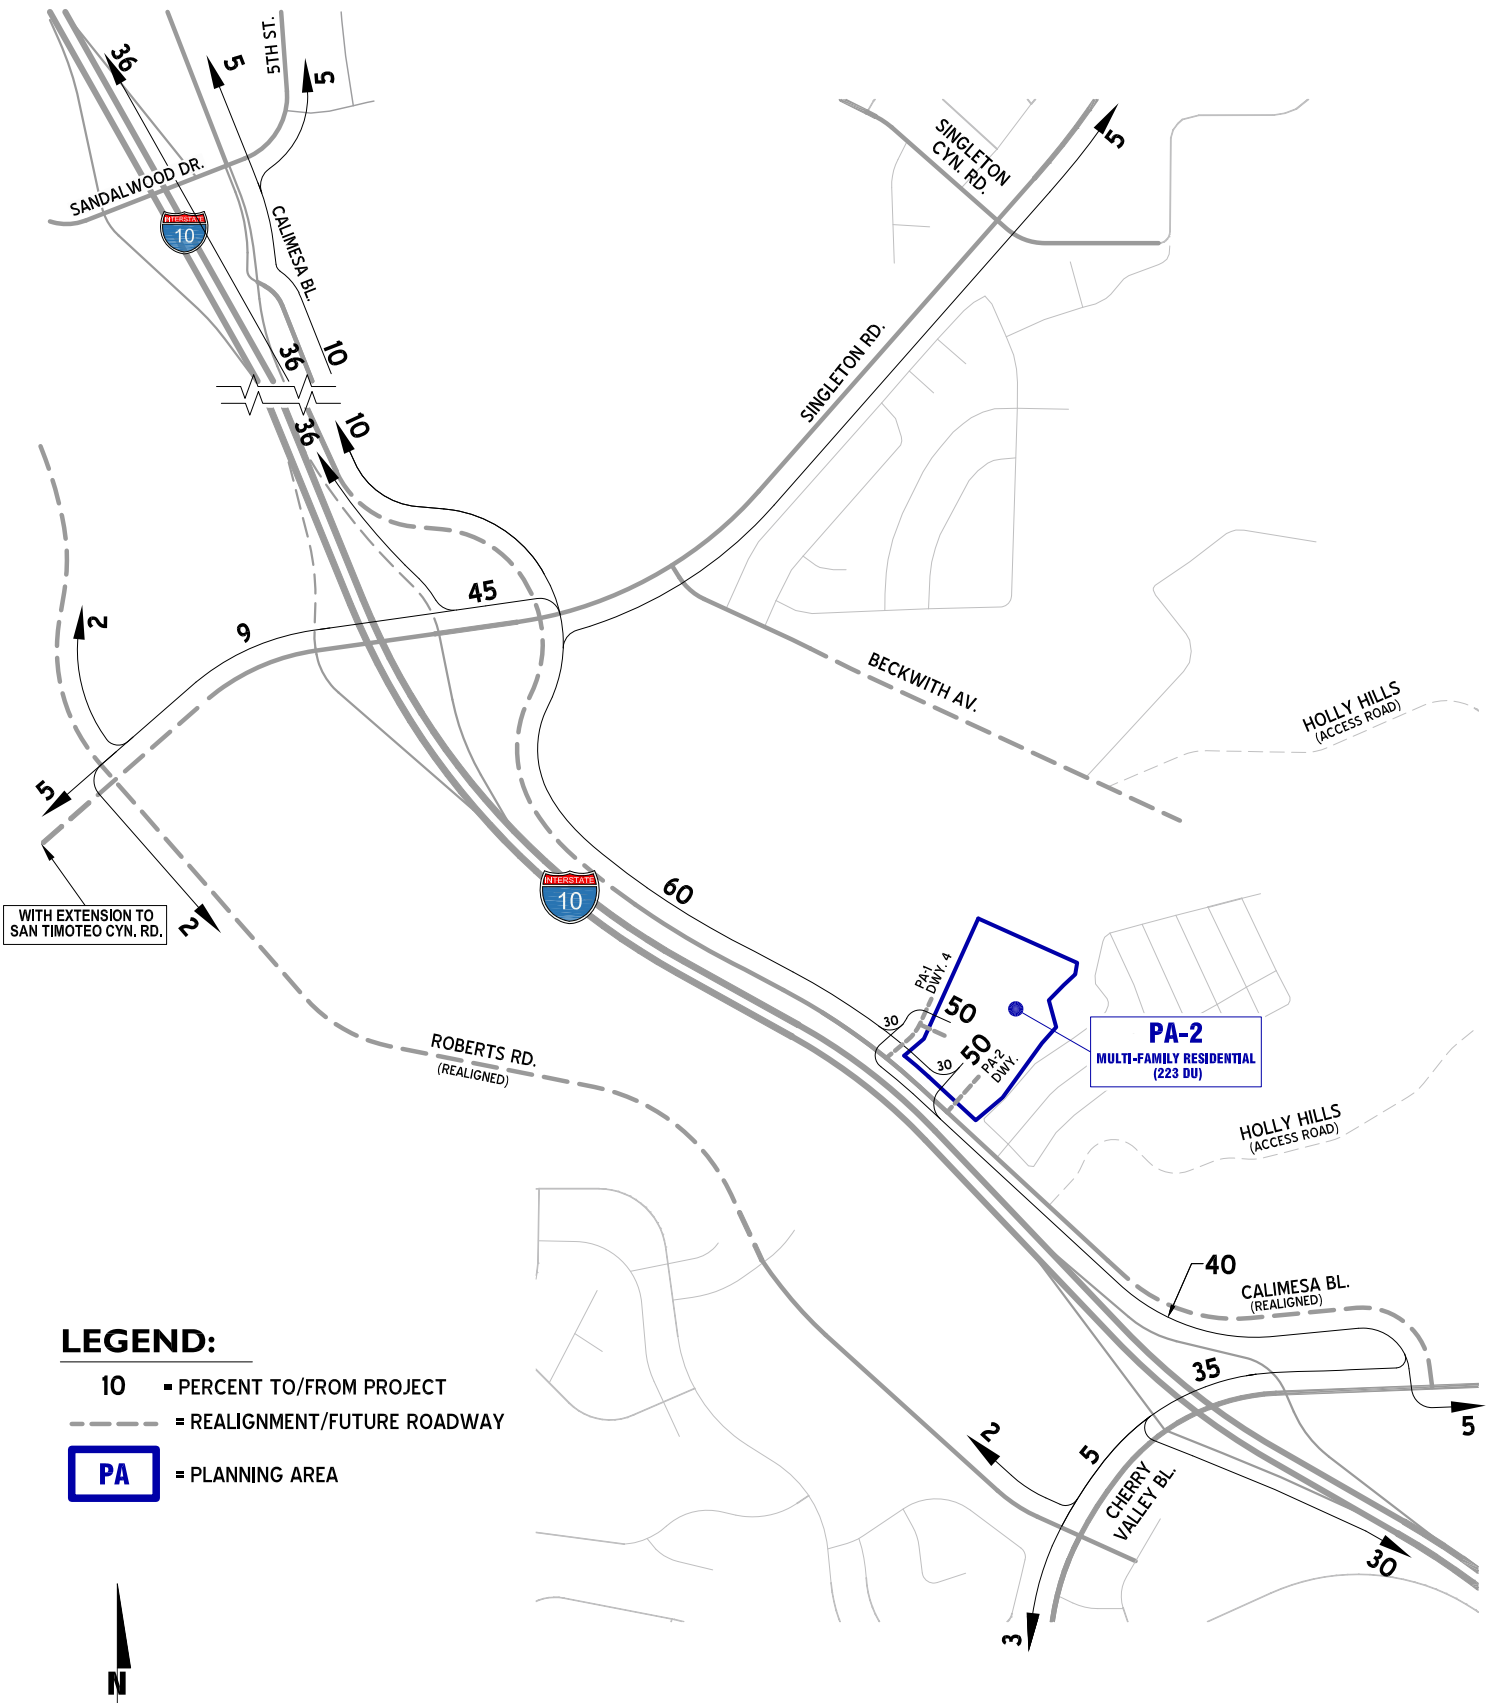 36
5
5TH ST.
5
SANDALWOOD DR.
INTERSTATE
10
CALIMESA BL.
36
10
SINGLETON
CYN. RD.
5
SINGLETON RD.
36
10
45
9
2
5
2
WITH EXTENSION TO
SAN TIMOTEO CYN. RD.
BECKWITH AV.
HOLLY HILLS
(ACCESS ROAD)
INTERSTATE
10
60
PA-1
DWY. 4
50
30
50
30
PA-2
DWY.
PA-2
MULTI-FAMILY RESIDENTIAL
(223 DU)
ROBERTS RD.
(REALIGNED)
HOLLY HILLS
(ACCESS ROAD)
40
CALIMESA BL.
(REALIGNED)
35
5
2
5
CHERRY
VALLEY BL.
30
3
LEGEND:
10 = PERCENT TO/FROM PROJECT
= REALIGNMENT/FUTURE ROADWAY
PA = PLANNING AREA
N